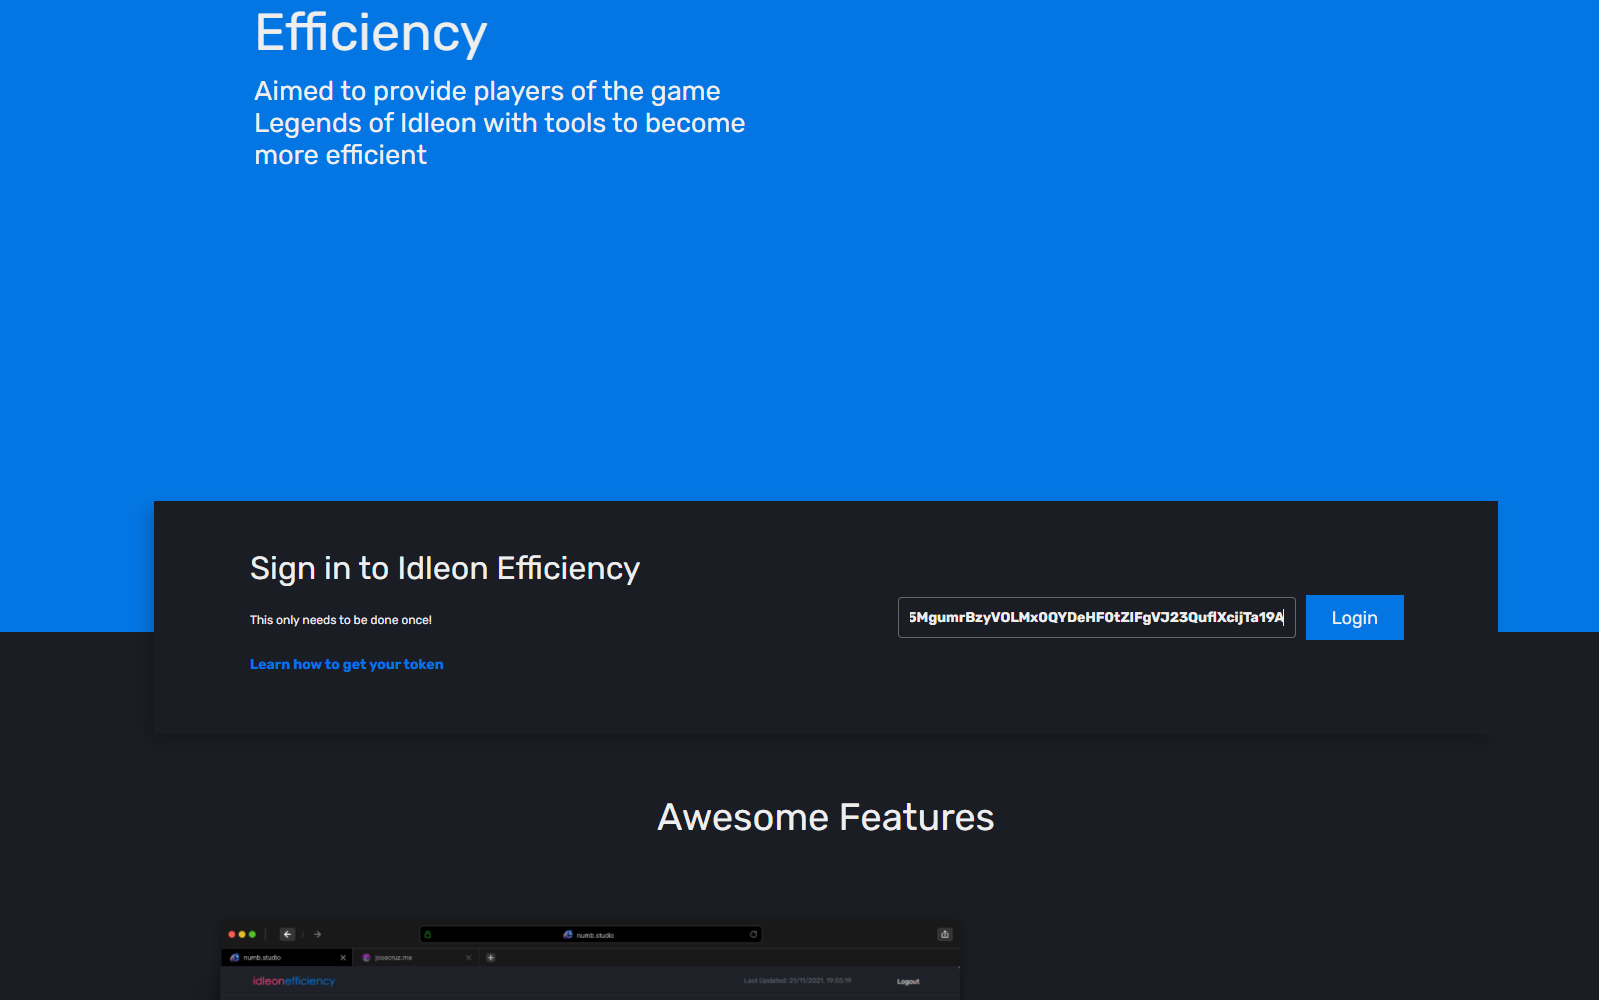 Efficiency
Aimed to provide players of the game
Legends of Idleon with tools to become
more efficient
Sign in to Idleon Efficiency
This only needs to be done once!
5MgumrBzyVOLMx0QYDeHF0tZIFgVJ23QuflXcijTa19A
Login
Learn how to get your token
Awesome Features
numb.studio
numb.studio
josecruz.me
idleonefficiency
Last Updated: 21/11/2021, 19:55:19
Logout